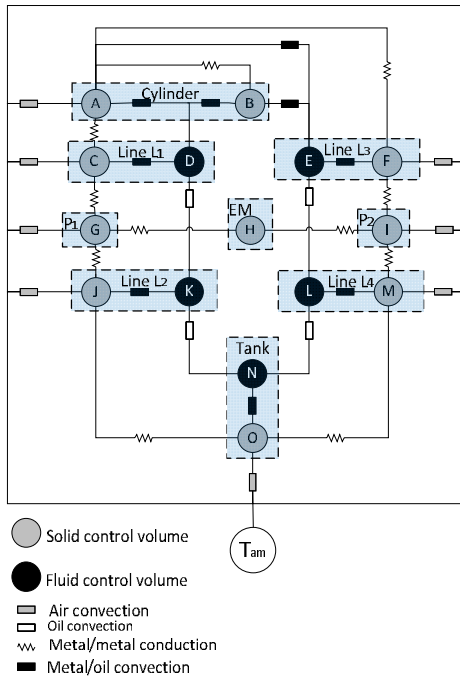 Cylinder
A
B
Line L1
Line L3
C
D
E
F
P1
EM
P2
G
H
I
Line L2
Line L4
J
K
L
M
Tank
N
O
Tam
Solid control volume
Fluid control volume
Air convection
Oil convection
Metal/metal conduction
Metal/oil convection